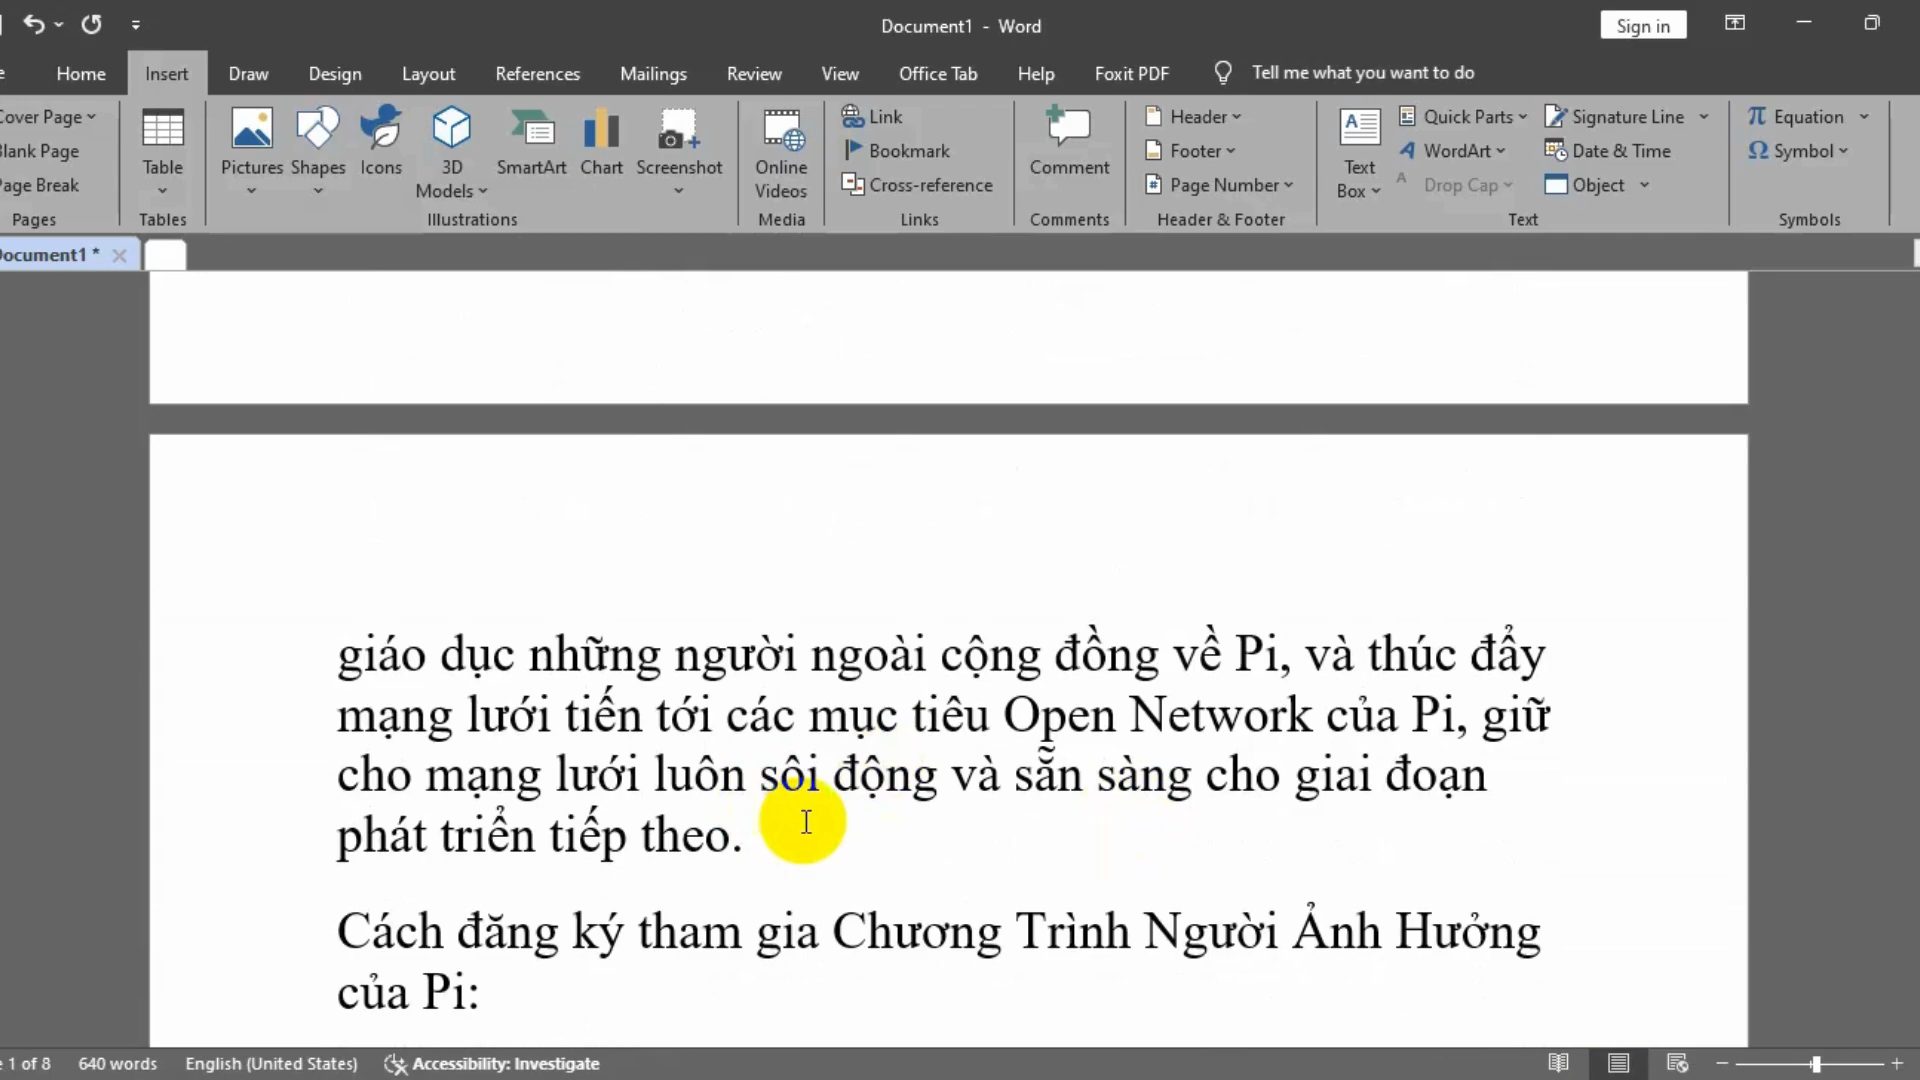 Document1 - Word
Sign in
Home Insert Draw Design Layout References Mailings Review View Office Tab Help Foxit PDF Tell me what you want to do
Cover Page
Blank Page
Page Break
Pages
Table
Tables
Pictures Shapes Icons 3D Models SmartArt Chart Screenshot
Illustrations
Online Videos
Media
Link
Bookmark
Cross-reference
Links
Comment
Comments
Header
Footer
Page Number
Header & Footer
Text Box
Quick Parts
WordArt
Drop Cap
Signature Line
Date & Time
Object
Text
Equation
Symbol
Symbols
Document1 *
giáo dục những người ngoài cộng đồng về Pi, và thúc đẩy
mạng lưới tiến tới các mục tiêu Open Network của Pi, giữ
cho mạng lưới luôn sôi động và sẵn sàng cho giai đoạn
phát triển tiếp theo.
Cách đăng ký tham gia Chương Trình Người Ảnh Hưởng
của Pi:
1 of 8 640 words English (United States) Accessibility: Investigate